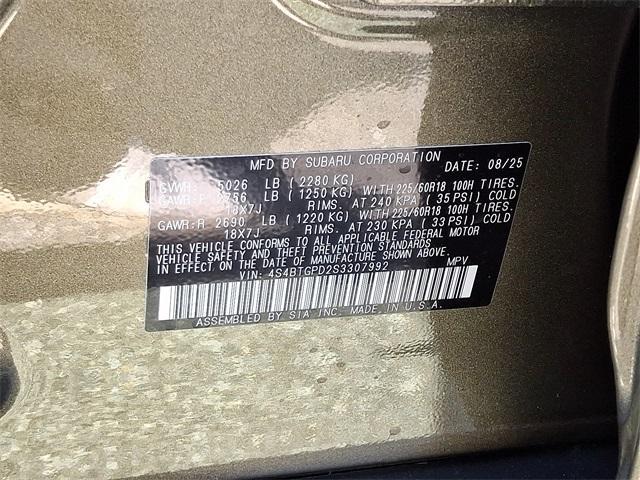 MFD BY SUBARU CORPORATION DATE: 08/25
GVWR: 5026 LB ( 2280 KG)
GAWR:F 2756 LB ( 1250 KG) WITH 225/60R18 100H TIRES.
18X7J RIMS. AT 240 KPA ( 35 PSI) COLD
GAWR:R 2690 LB ( 1220 KG) WITH 225/60R18 100H TIRES.
18X7J RIMS. AT 230 KPA ( 33 PSI) COLD
THIS VEHICLE CONFORMS TO ALL APPLICABLE FEDERAL MOTOR
VEHICLE SAFETY AND THEFT PREVENTION STANDARDS
IN EFFECT ON THE DATE OF MANUFACTURE SHOWN ABOVE.
VIN: 4S4BTGPD2S3307992 MPV
ASSEMBLED BY SIA INC. MADE IN U.S.A.